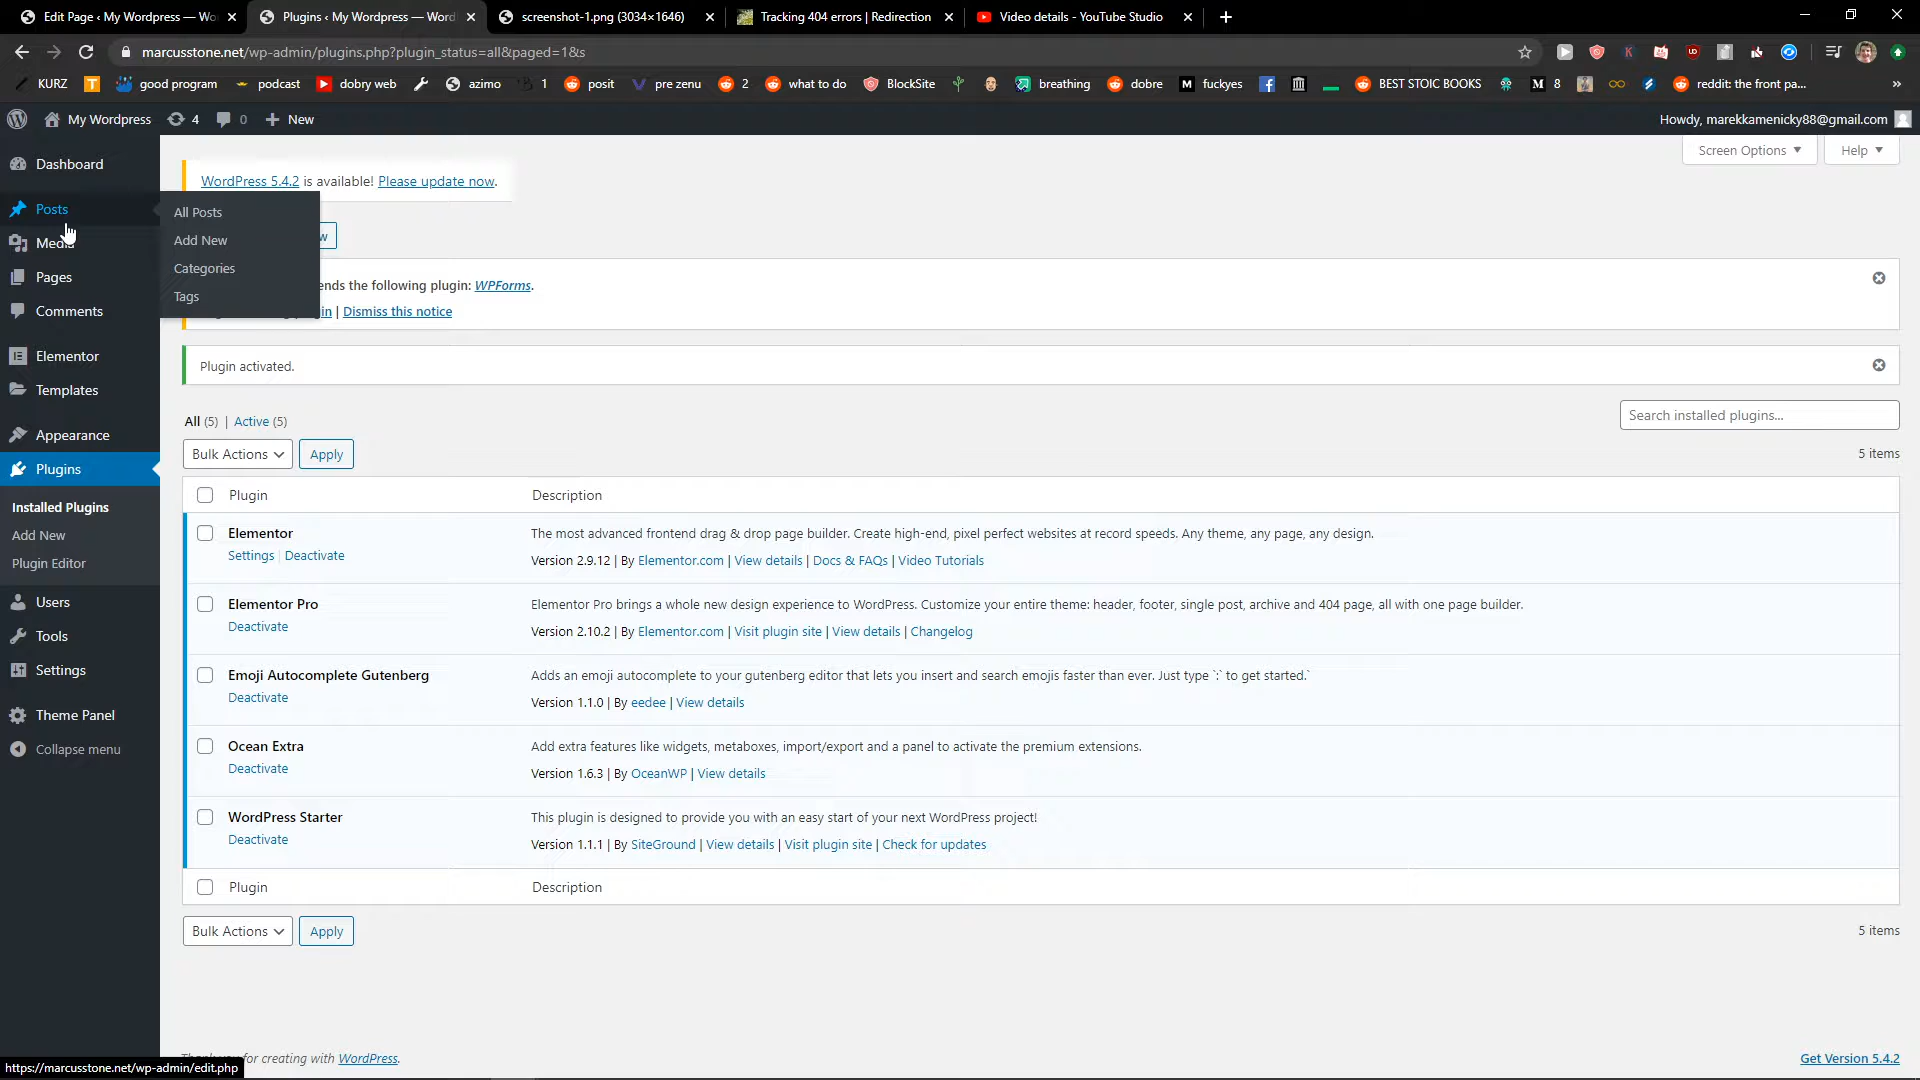 Edit Page ‹ My Wordpress — Wo
Plugins ‹ My Wordpress — Word
screenshot-1.png (3034×1646)
Tracking 404 errors | Redirection
Video details - YouTube Studio
marcusstone.net/wp-admin/plugins.php?plugin_status=all&paged=1&s
KURZ
good program
podcast
dobry web
azimo
1
posit
pre zenu
2
what to do
BlockSite
breathing
dobre
fuckyes
BEST STOIC BOOKS
8
reddit: the front pa...
My Wordpress
4
0
New
Howdy, marekkamenicky88@gmail.com
Screen Options
Help
Dashboard
Posts
Media
Pages
Comments
Elementor
Templates
Appearance
Plugins
Installed Plugins
Add New
Plugin Editor
Users
Tools
Settings
Theme Panel
Collapse menu
All Posts
Add New
Categories
Tags
WordPress 5.4.2 is available! Please update now.
w
ends the following plugin: WPForms.
in | Dismiss this notice
Plugin activated.
All (5) | Active (5)
Search installed plugins...
Bulk Actions Apply
5 items
Plugin Description
Elementor
Settings | Deactivate
The most advanced frontend drag & drop page builder. Create high-end, pixel perfect websites at record speeds. Any theme, any page, any design.
Version 2.9.12 | By Elementor.com | View details | Docs & FAQs | Video Tutorials
Elementor Pro
Deactivate
Elementor Pro brings a whole new design experience to WordPress. Customize your entire theme: header, footer, single post, archive and 404 page, all with one page builder.
Version 2.10.2 | By Elementor.com | Visit plugin site | View details | Changelog
Emoji Autocomplete Gutenberg
Deactivate
Adds an emoji autocomplete to your gutenberg editor that lets you insert and search emojis faster than ever. Just type `:` to get started.`
Version 1.1.0 | By eedee | View details
Ocean Extra
Deactivate
Add extra features like widgets, metaboxes, import/export and a panel to activate the premium extensions.
Version 1.6.3 | By OceanWP | View details
WordPress Starter
Deactivate
This plugin is designed to provide you with an easy start of your next WordPress project!
Version 1.1.1 | By SiteGround | View details | Visit plugin site | Check for updates
Plugin Description
Bulk Actions Apply
5 items
for creating with WordPress.
Get Version 5.4.2
https://marcusstone.net/wp-admin/edit.php